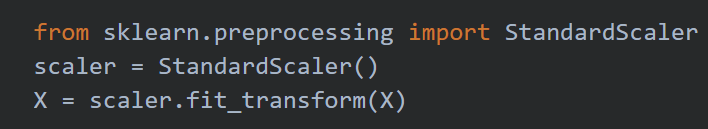 from sklearn.preprocessing import StandardScaler
scaler = StandardScaler()
X = scaler.fit_transform(X)